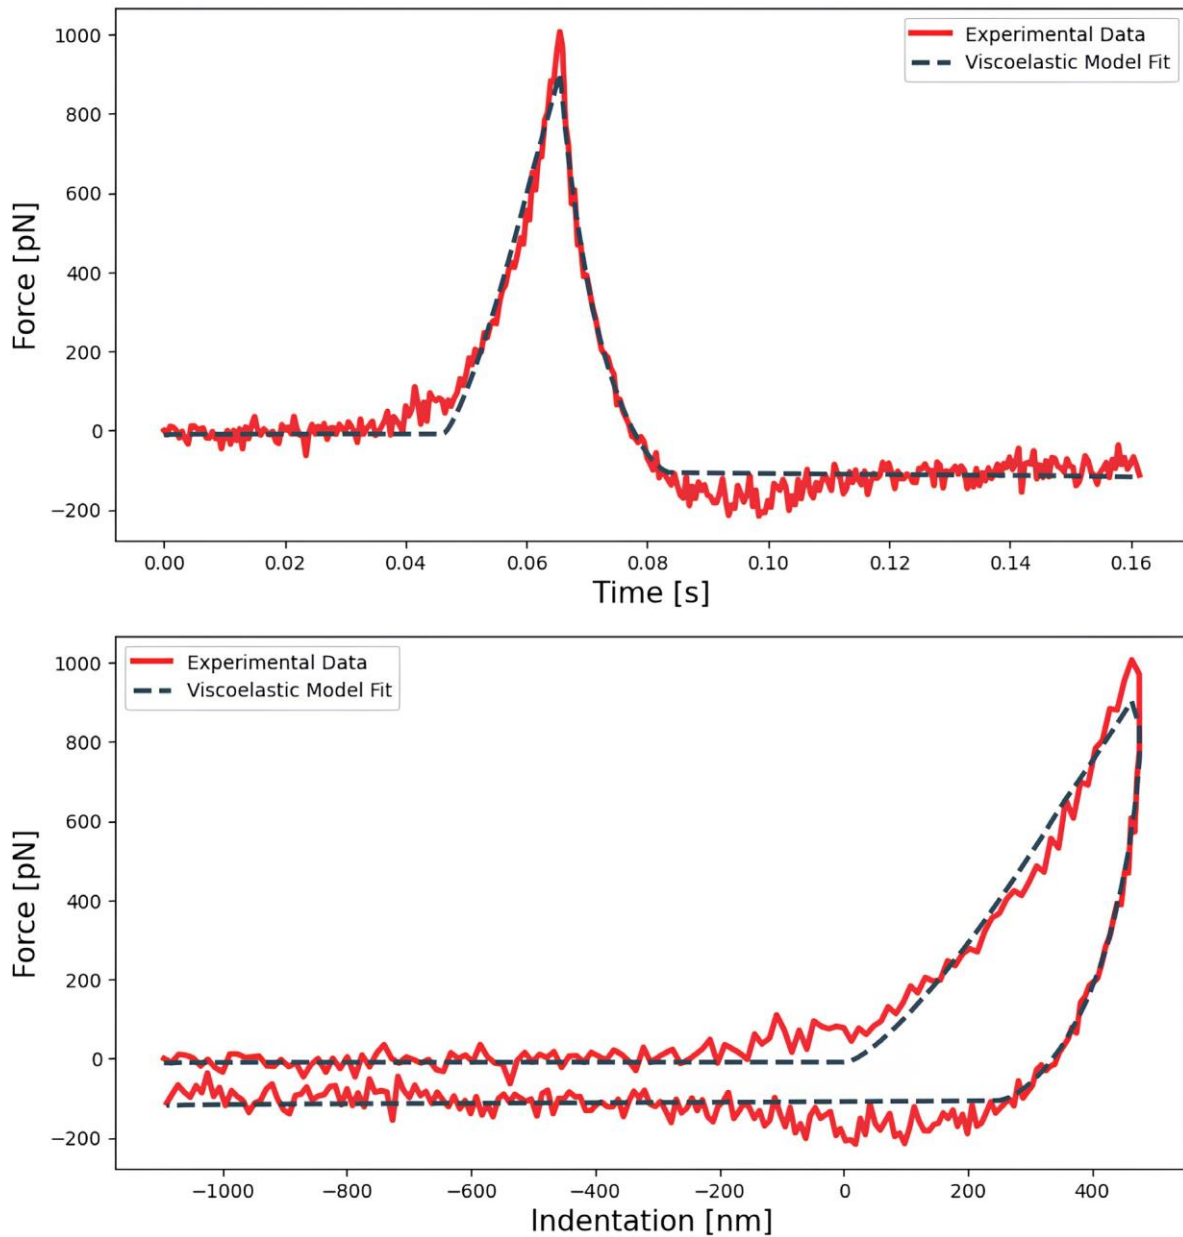 1000
800
600
400
200
0
−200
Force [pN]
Experimental Data
Viscoelastic Model Fit
0.00 0.02 0.04 0.06 0.08 0.10 0.12 0.14 0.16
Time [s]
1000
800
600
400
200
0
−200
Force [pN]
Experimental Data
Viscoelastic Model Fit
−1000 −800 −600 −400 −200 0 200 400
Indentation [nm]